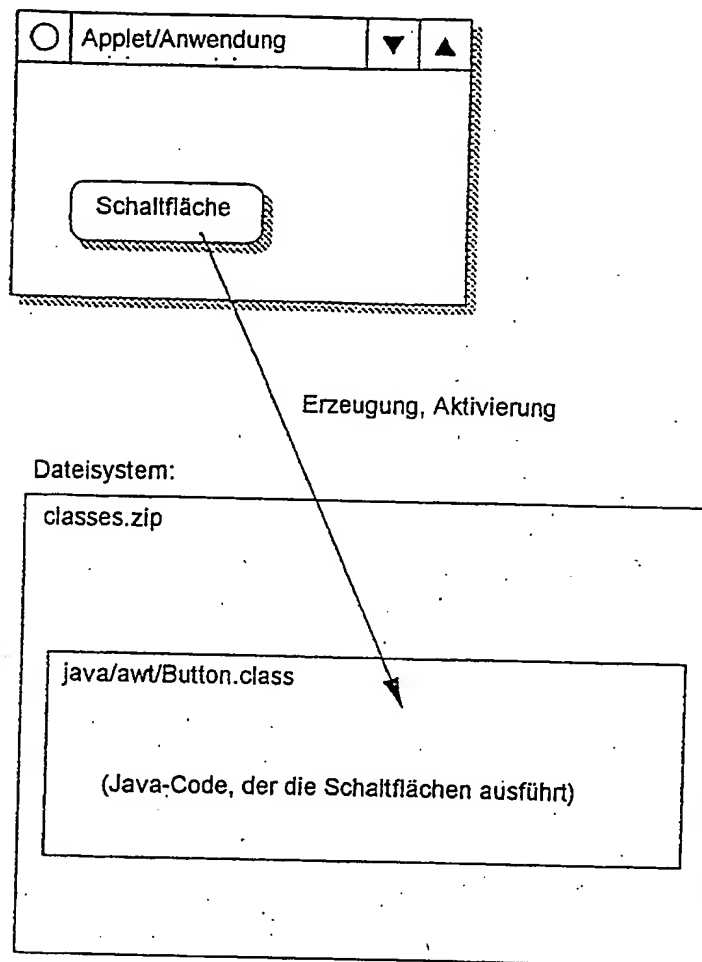 Applet/Anwendung
Schaltfläche
Erzeugung, Aktivierung
Dateisystem:
classes.zip
java/awt/Button.class
(Java-Code, der die Schaltflächen ausführt)